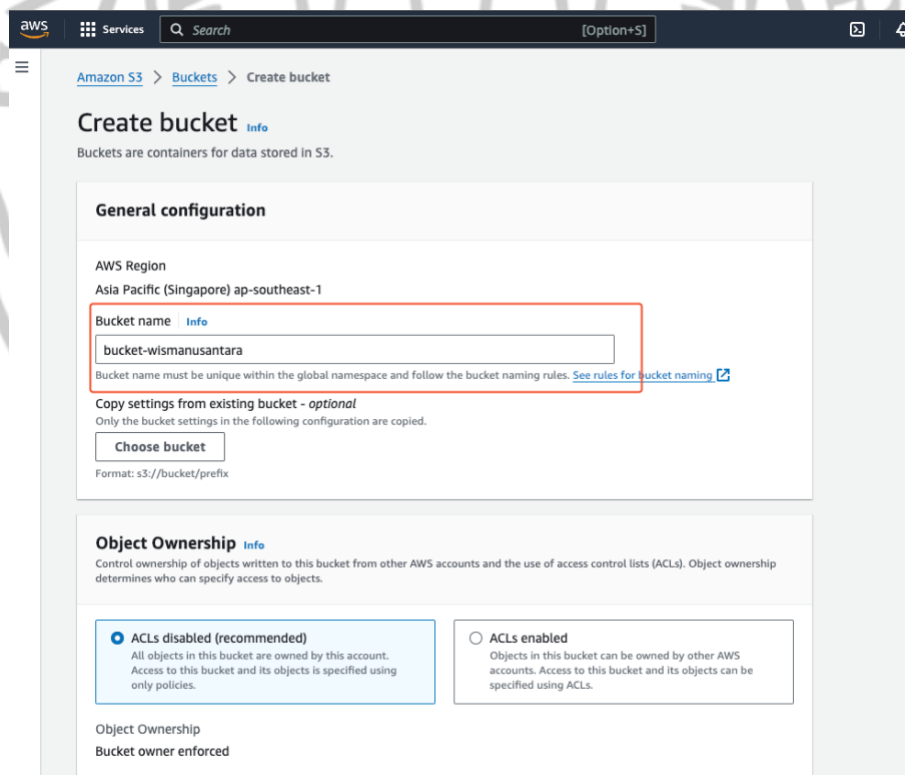 aws Services Search [Option+S]
Amazon S3 > Buckets > Create bucket
Create bucket Info
Buckets are containers for data stored in S3.
General configuration
AWS Region
Asia Pacific (Singapore) ap-southeast-1
Bucket name Info
bucket-wismanusantara
Bucket name must be unique within the global namespace and follow the bucket naming rules. See rules for bucket naming
Copy settings from existing bucket - optional
Only the bucket settings in the following configuration are copied.
Choose bucket
Format: s3://bucket/prefix
Object Ownership Info
Control ownership of objects written to this bucket from other AWS accounts and the use of access control lists (ACLs). Object ownership
determines who can specify access to objects.
ACLs disabled (recommended)
All objects in this bucket are owned by this account.
Access to this bucket and its objects is specified using
only policies.
ACLs enabled
Objects in this bucket can be owned by other AWS
accounts. Access to this bucket and its objects can be
specified using ACLs.
Object Ownership
Bucket owner enforced